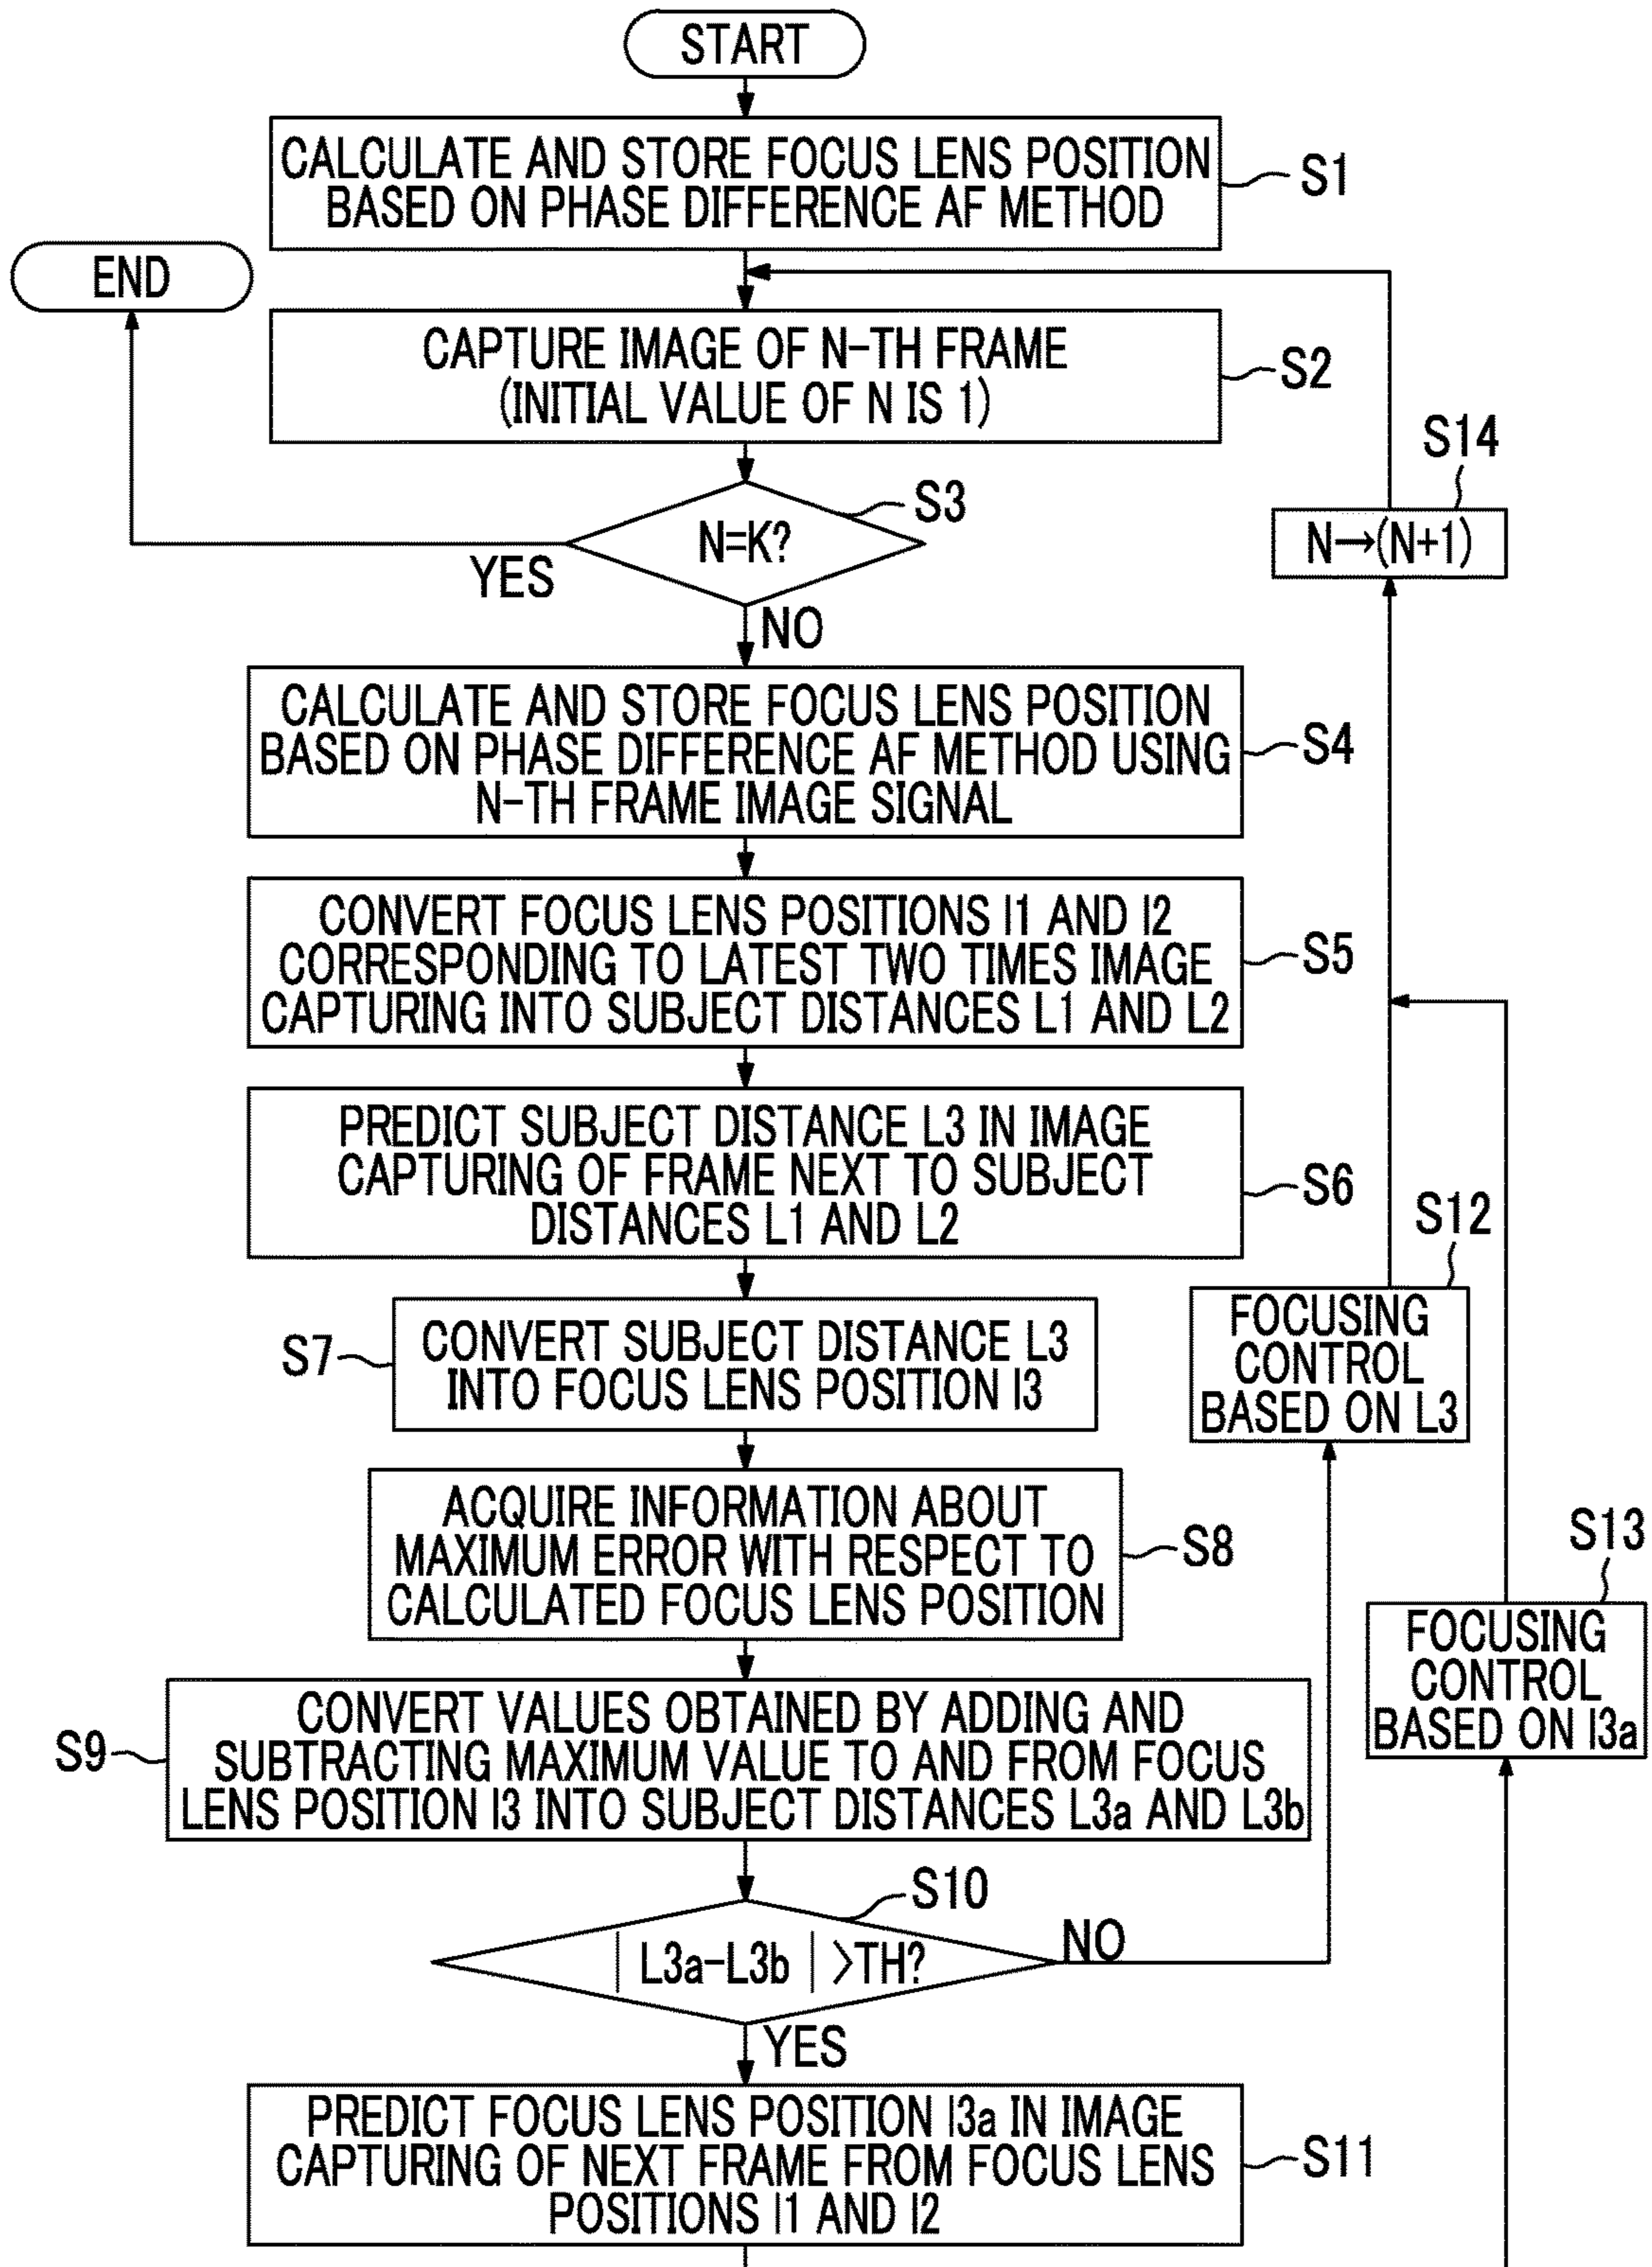 START
CALCULATE AND STORE FOCUS LENS POSITION
BASED ON PHASE DIFFERENCE AF METHOD
S1
END
CAPTURE IMAGE OF N-TH FRAME
(INITIAL VALUE OF N IS 1)
S2
S14
N→(N+1)
S3
N=K?
YES
NO
CALCULATE AND STORE FOCUS LENS POSITION
BASED ON PHASE DIFFERENCE AF METHOD USING
N-TH FRAME IMAGE SIGNAL
S4
CONVERT FOCUS LENS POSITIONS l1 AND l2
CORRESPONDING TO LATEST TWO TIMES IMAGE
CAPTURING INTO SUBJECT DISTANCES L1 AND L2
S5
PREDICT SUBJECT DISTANCE L3 IN IMAGE
CAPTURING OF FRAME NEXT TO SUBJECT
DISTANCES L1 AND L2
S6
S7
CONVERT SUBJECT DISTANCE L3
INTO FOCUS LENS POSITION l3
S12
FOCUSING
CONTROL
BASED ON L3
ACQUIRE INFORMATION ABOUT
MAXIMUM ERROR WITH RESPECT TO
CALCULATED FOCUS LENS POSITION
S8
S13
FOCUSING
CONTROL
BASED ON l3a
S9
CONVERT VALUES OBTAINED BY ADDING AND
SUBTRACTING MAXIMUM VALUE TO AND FROM FOCUS
LENS POSITION l3 INTO SUBJECT DISTANCES L3a AND L3b
S10
|L3a-L3b|>TH?
NO
YES
PREDICT FOCUS LENS POSITION l3a IN IMAGE
CAPTURING OF NEXT FRAME FROM FOCUS LENS
POSITIONS l1 AND l2
S11